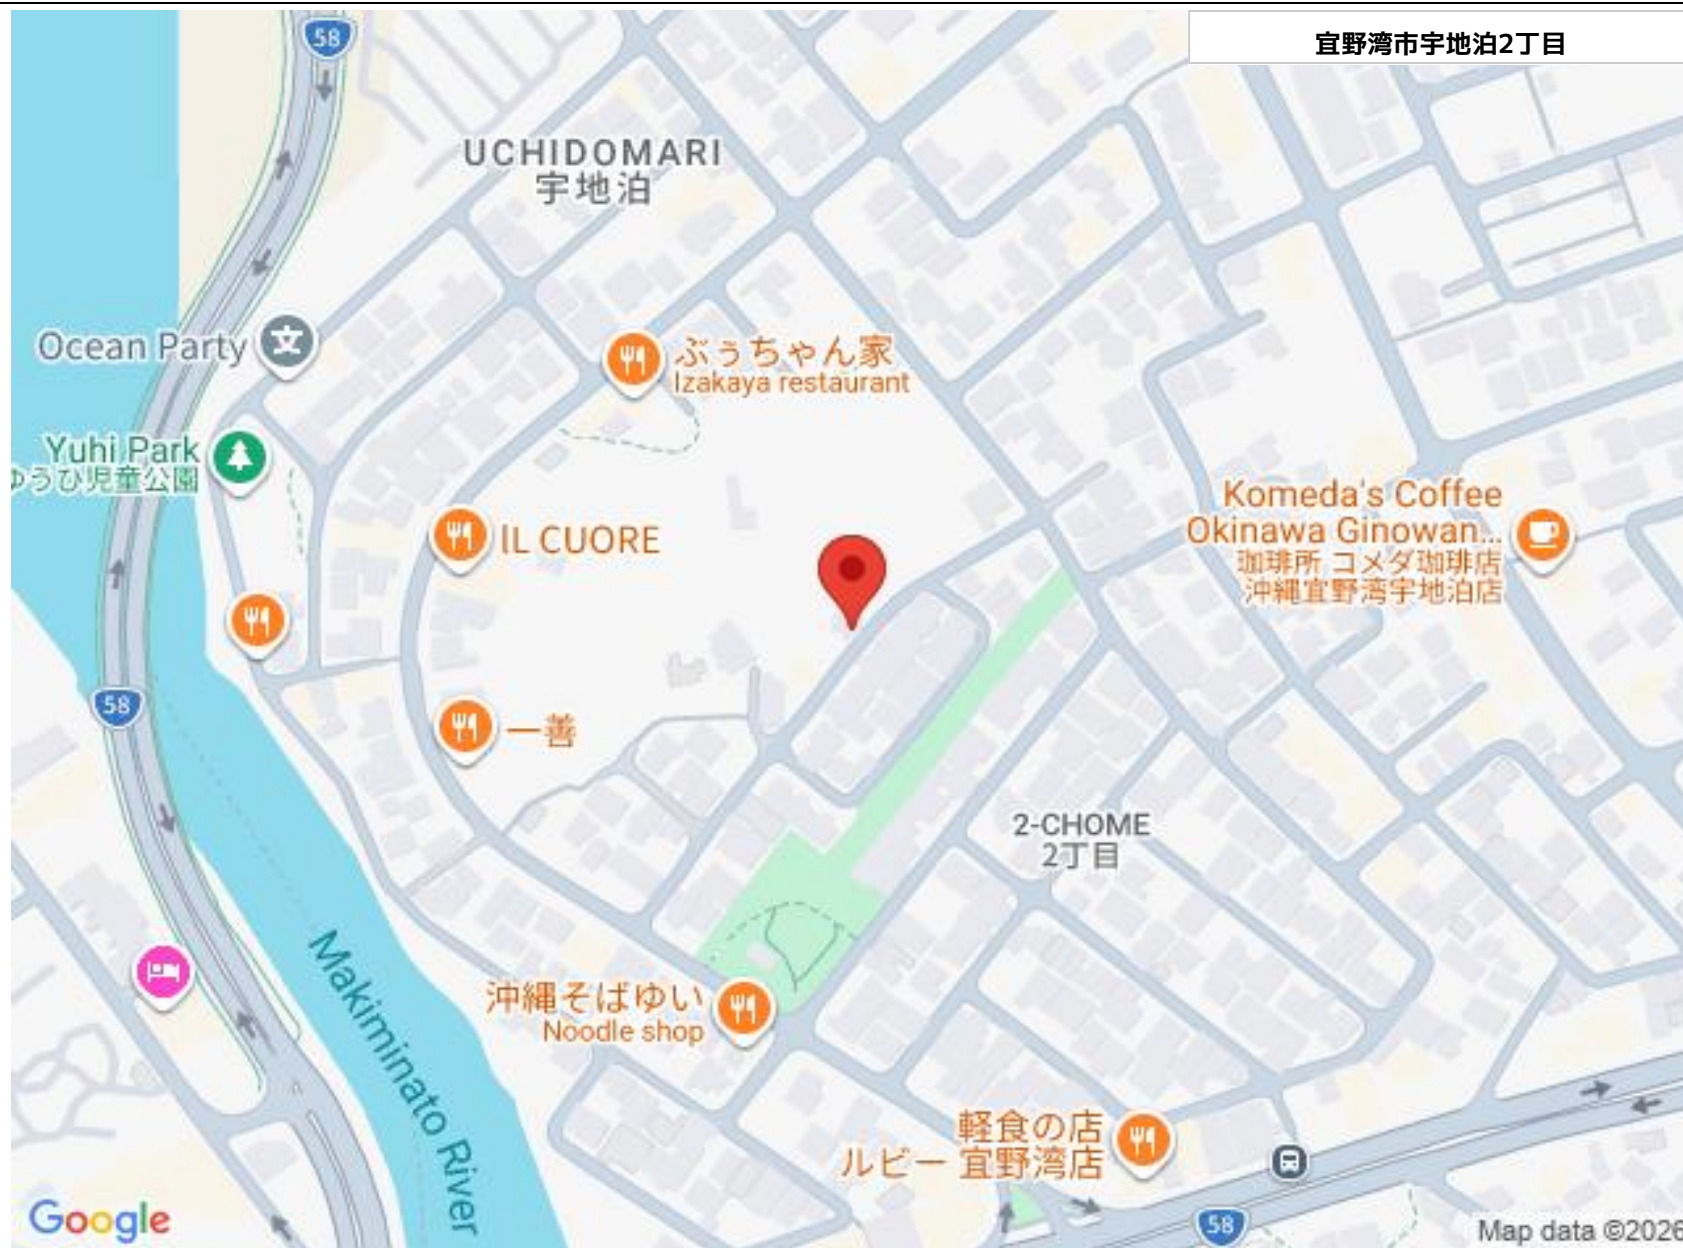 宜野湾市宇地泊2丁目
58
UCHIDOMARI
宇地泊
Ocean Party
文
ぶぅちゃん家
Izakaya restaurant
Yuhi Park
ゆうひ児童公園
IL CUORE
Komeda's Coffee
Okinawa Ginowan...
珈琲所 コメダ珈琲店
沖縄宜野湾宇地泊店
58
一善
2-CHOME
2丁目
Makiminato River
沖縄そばゆい
Noodle shop
軽食の店
ルビー 宜野湾店
58
Google
Map data ©2026